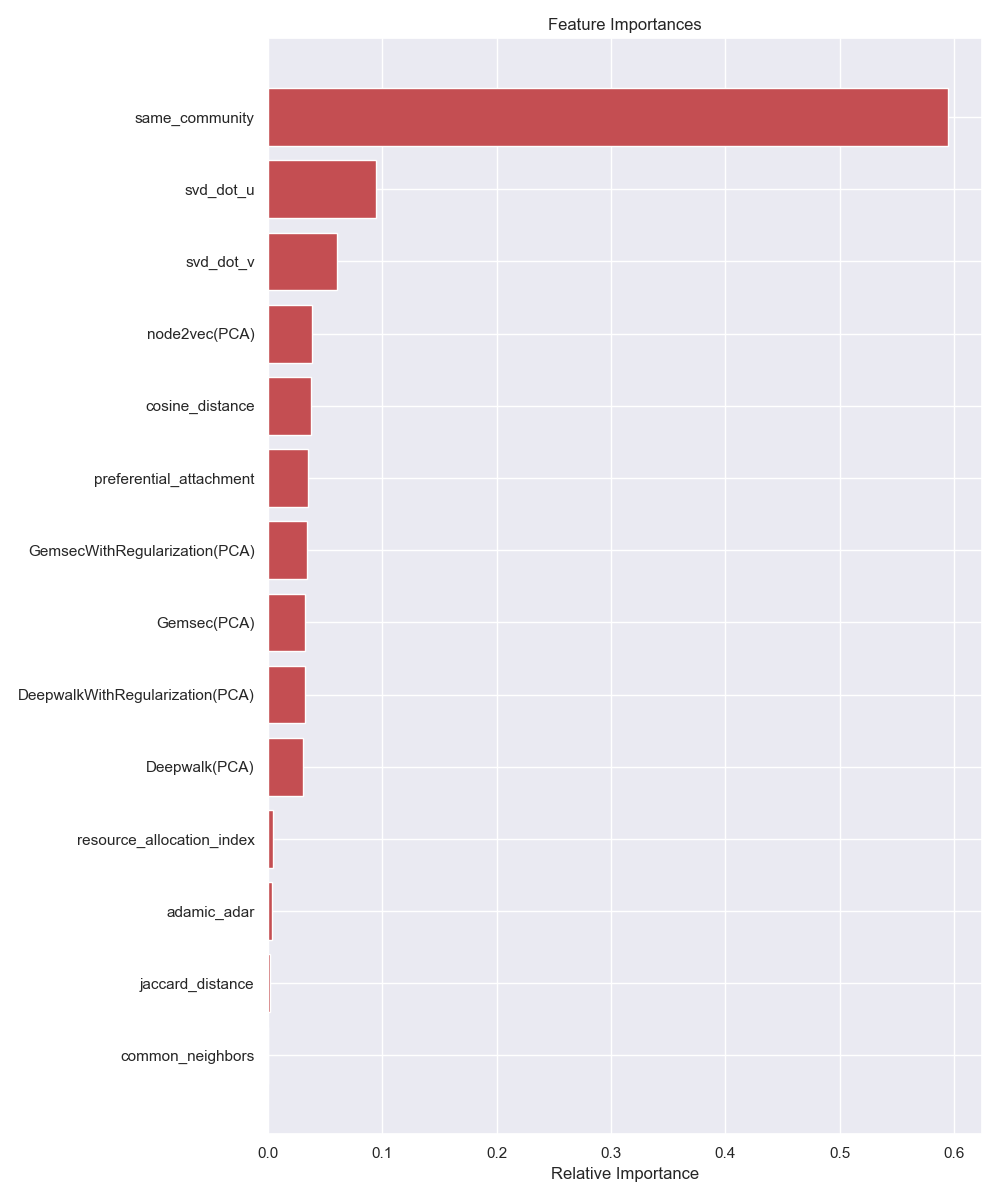 Feature Importances
same_community
svd_dot_u
svd_dot_v
node2vec(PCA)
cosine_distance
preferential_attachment
GemsecWithRegularization(PCA)
Gemsec(PCA)
DeepwalkWithRegularization(PCA)
Deepwalk(PCA)
resource_allocation_index
adamic_adar
jaccard_distance
common_neighbors
0.0 0.1 0.2 0.3 0.4 0.5 0.6
Relative Importance